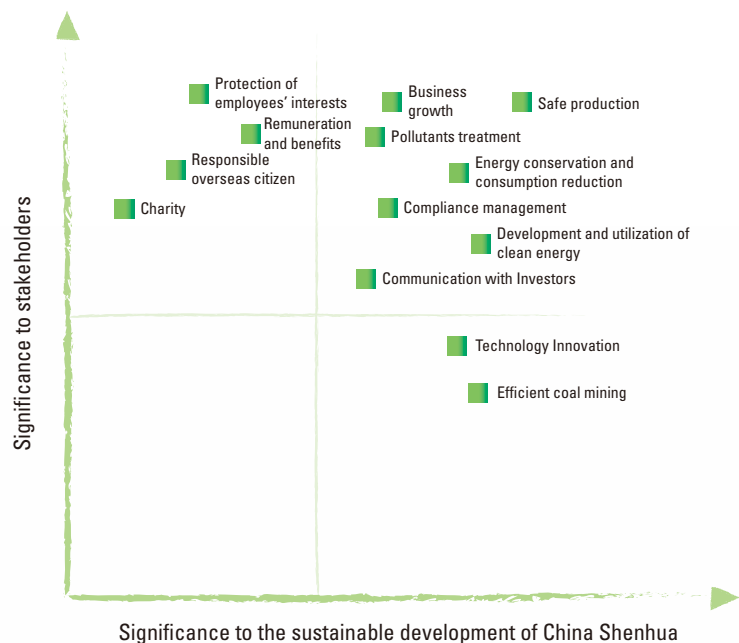 Significance to stakeholders
Protection of
employees’ interests
Business
growth
Safe production
Remuneration
and benefits
Pollutants treatment
Responsible
overseas citizen
Energy conservation and
consumption reduction
Charity
Compliance management
Development and utilization of
clean energy
Communication with Investors
Technology Innovation
Efficient coal mining
Significance to the sustainable development of China Shenhua